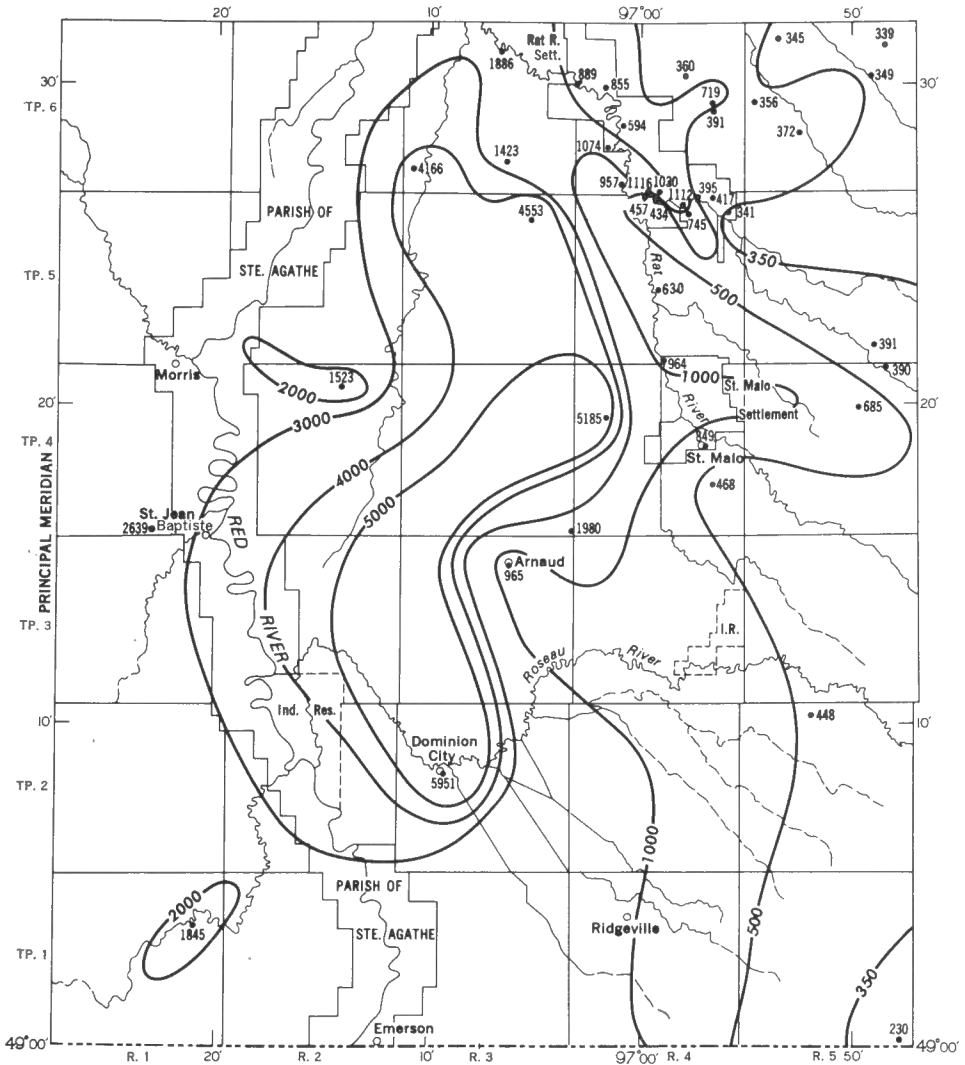 20'
10'
97°00'
50'
30'
TP. 6
Rat R.
Sett.
1886
889
855
360
345
339
349
719
391
356
372
594
1074
1423
4166
957
1116
1030
1112
395
417
457
434
745
341
4553
PARISH OF
STE. AGATHE
TP. 5
Rat
630
350
500
391
390
Morris
1523
2000
3000
964
1000
St. Malo
Settlement
685
20'
TP. 4
5185
River
849
St. Malo
468
4000
5000
PRINCIPAL MERIDIAN
St. Jean
Baptiste
2639
RED
RIVER
1980
Arnaud
965
TP. 3
I.R.
Roseau
River
Ind. Res.
10'
10'
448
Dominion
City
5951
TP. 2
1000
500
2000
1845
PARISH OF
STE. AGATHE
Ridgeville
TP. 1
350
230
Emerson
49°00'
49°00'
R. 1
20'
R. 2
10'
R. 3
97°00'
R. 4
R. 5
50'
30'
20'